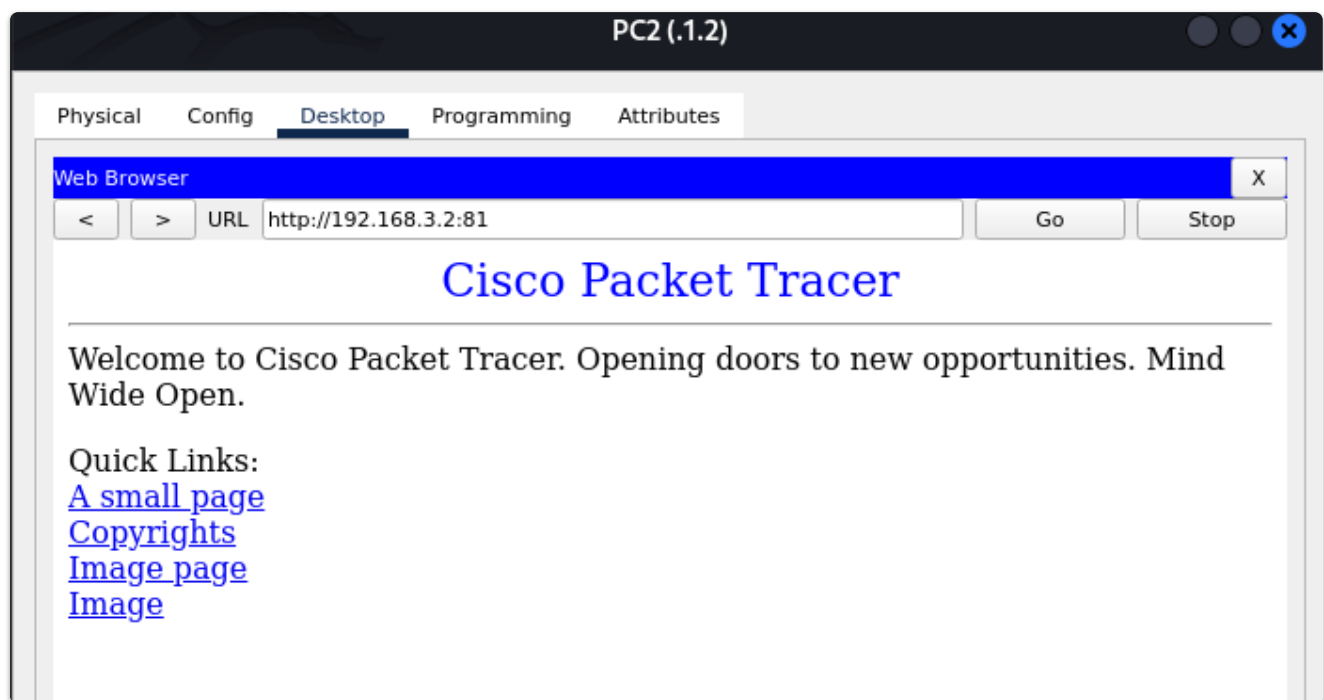 PC2 (.1.2)
Physical Config Desktop Programming Attributes
Web Browser X
< > URL http://192.168.3.2:81 Go Stop
Cisco Packet Tracer
Welcome to Cisco Packet Tracer. Opening doors to new opportunities. Mind
Wide Open.
Quick Links:
A small page
Copyrights
Image page
Image